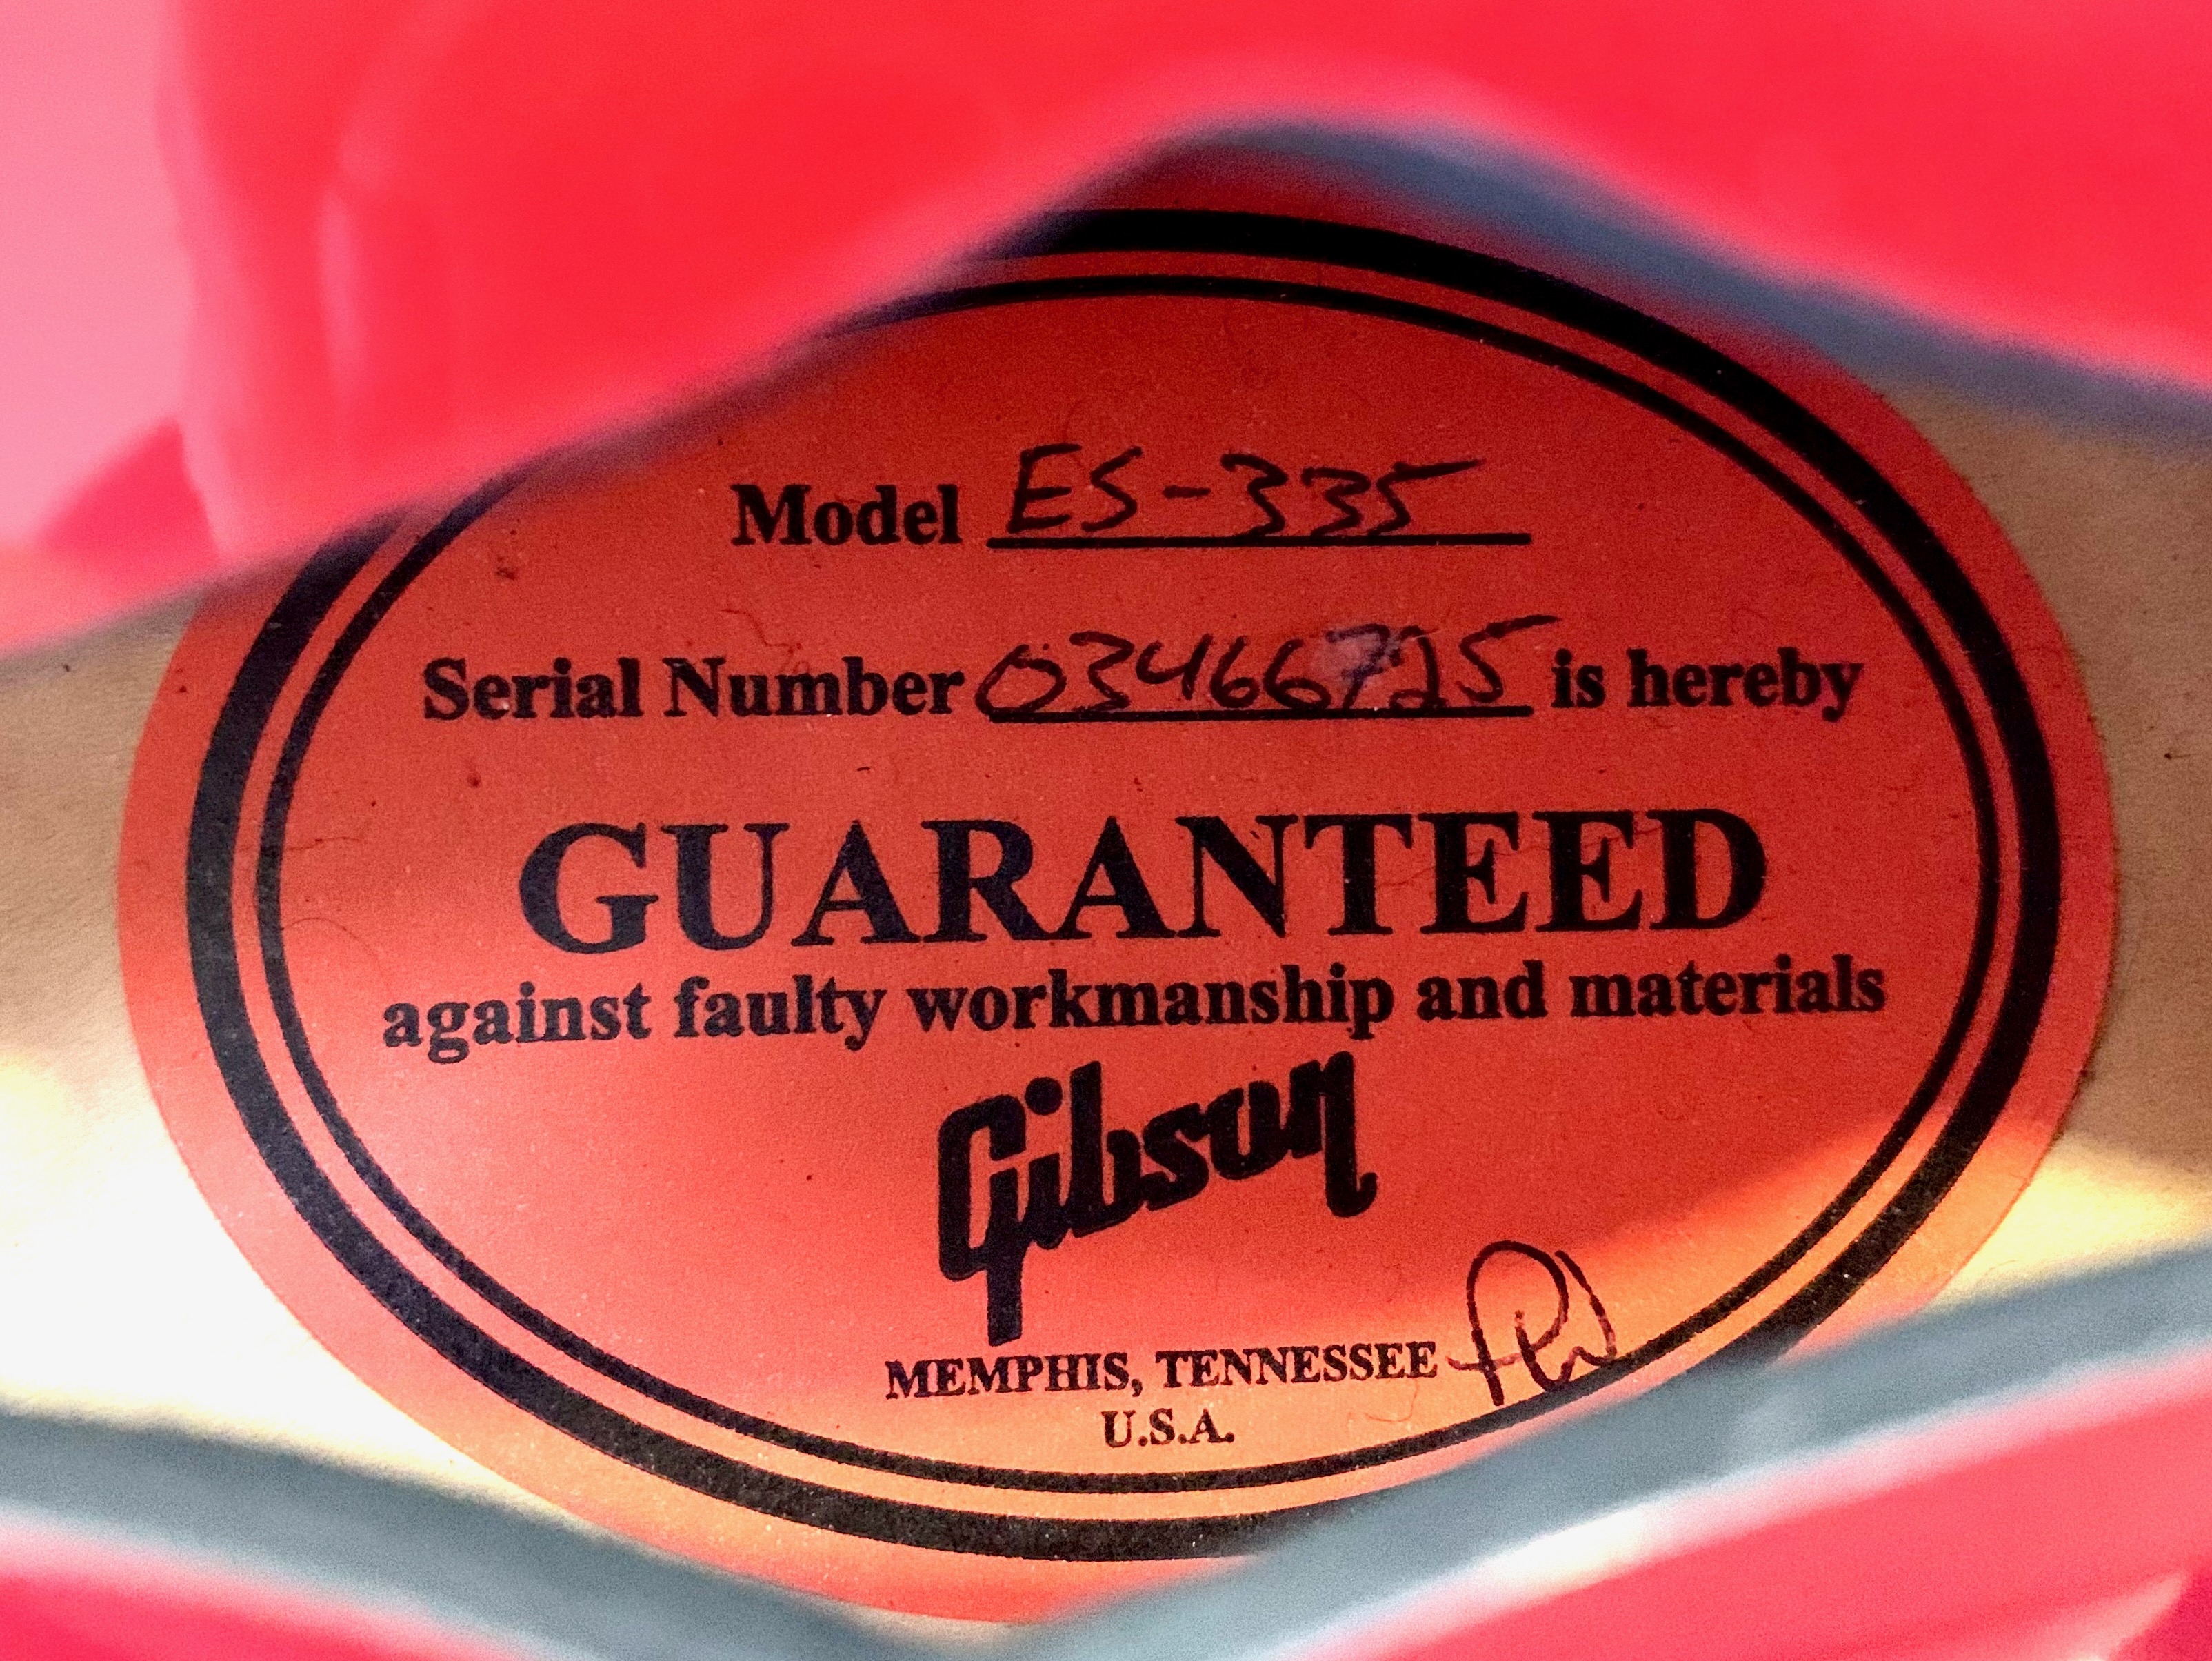 Model ES-335
Serial Number 03466725 is hereby
GUARANTEED
against faulty workmanship and materials
Gibson
MEMPHIS, TENNESSEE
U.S.A.